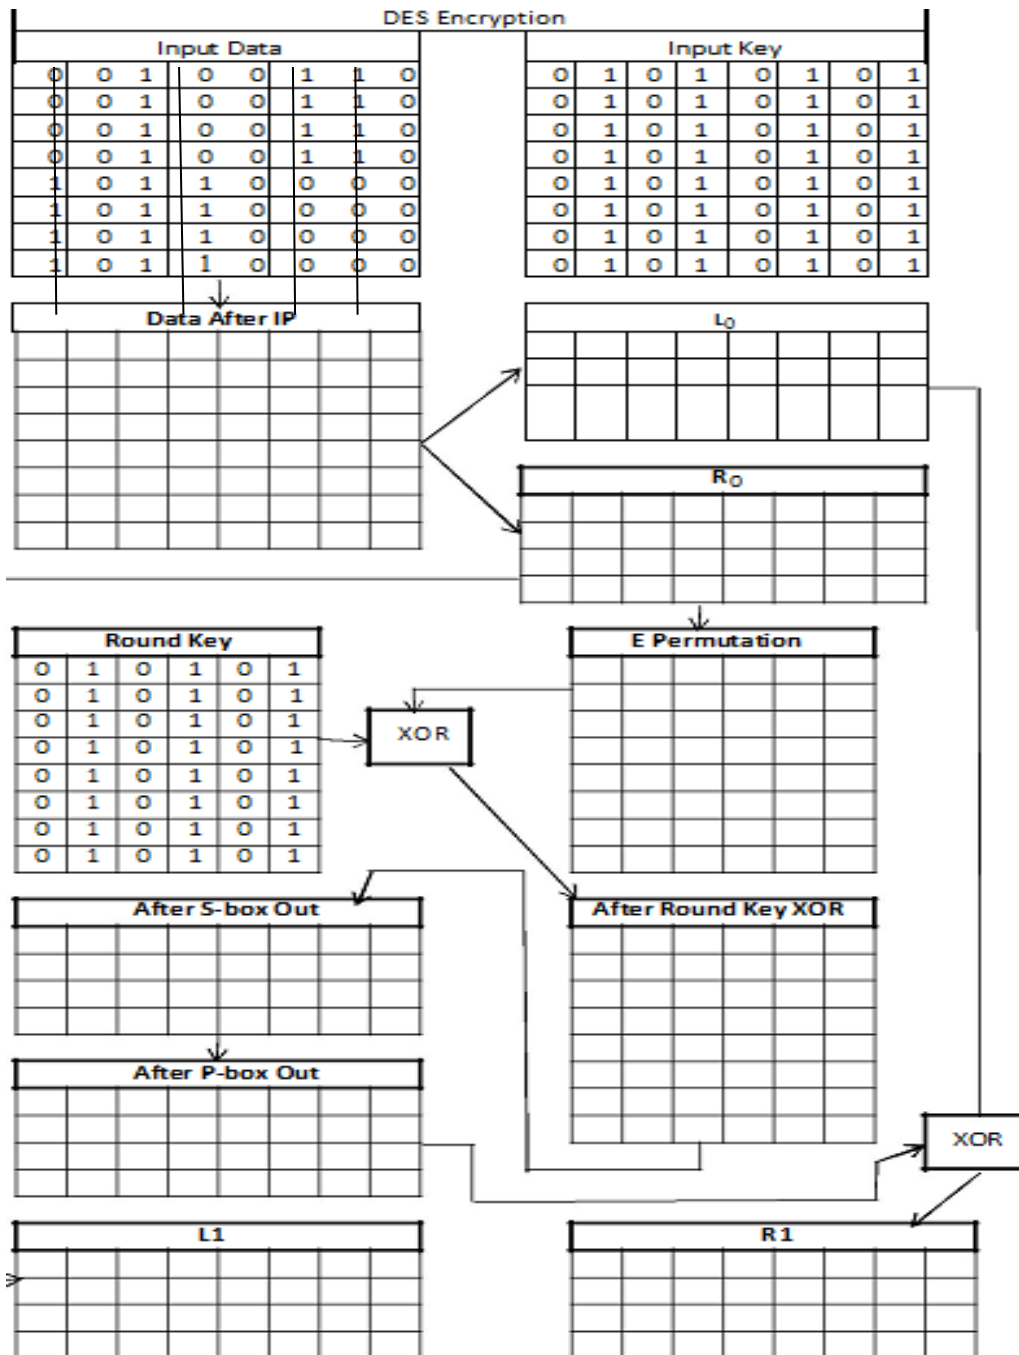 DES Encryption
Input Data Input Key
0 0 1 0 0 1 1 0 0 1 0 1 0 1 0 1
0 0 1 0 0 1 1 0 0 1 0 1 0 1 0 1
0 0 1 0 0 1 1 0 0 1 0 1 0 1 0 1
0 0 1 0 0 1 1 0 0 1 0 1 0 1 0 1
1 0 1 1 0 0 0 0 0 1 0 1 0 1 0 1
1 0 1 1 0 0 0 0 0 1 0 1 0 1 0 1
1 0 1 1 0 0 0 0 0 1 0 1 0 1 0 1
1 0 1 1 0 0 0 0 0 1 0 1 0 1 0 1
Data After IP L0
R0
Round Key E Permutation
0 1 0 1 0 1
0 1 0 1 0 1
0 1 0 1 0 1
0 1 0 1 0 1
0 1 0 1 0 1
0 1 0 1 0 1
0 1 0 1 0 1
0 1 0 1 0 1
XOR
After S-box Out After Round Key XOR
After P-box Out
XOR
L1 R1